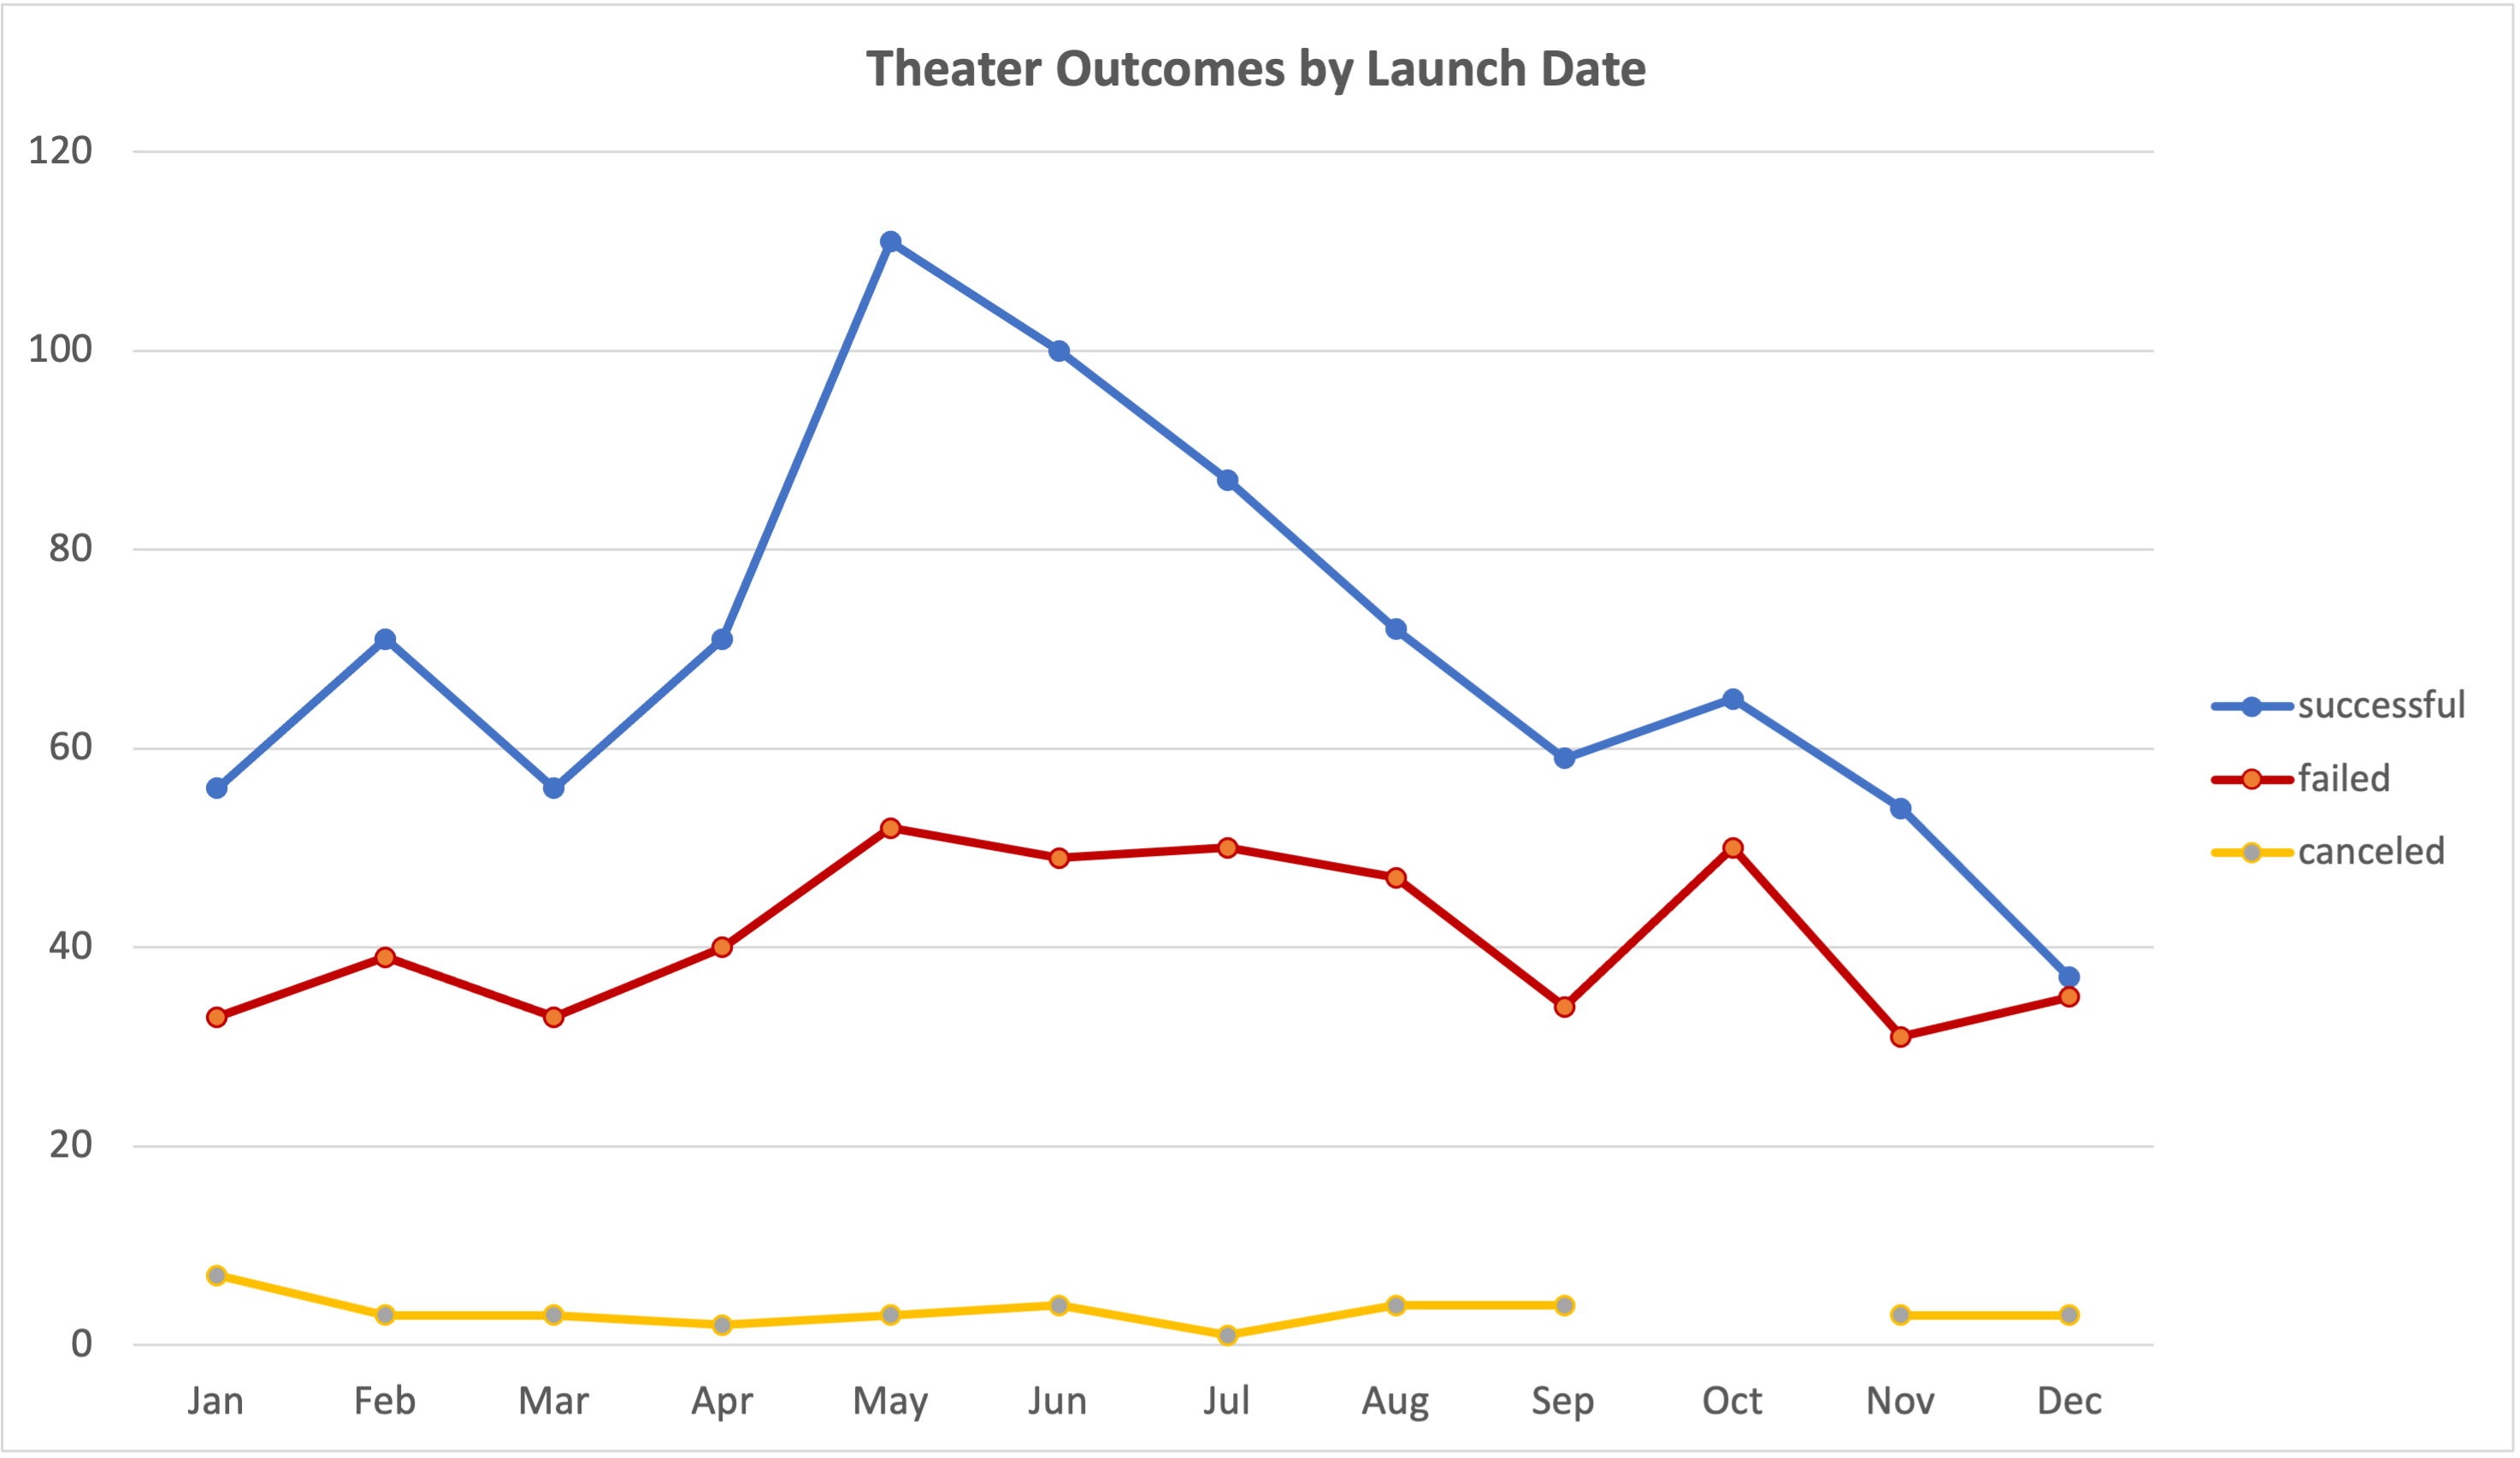 Theater Outcomes by Launch Date
120
100
80
60
40
20
0
Jan Feb Mar Apr May Jun Jul Aug Sep Oct Nov Dec
successful
failed
canceled